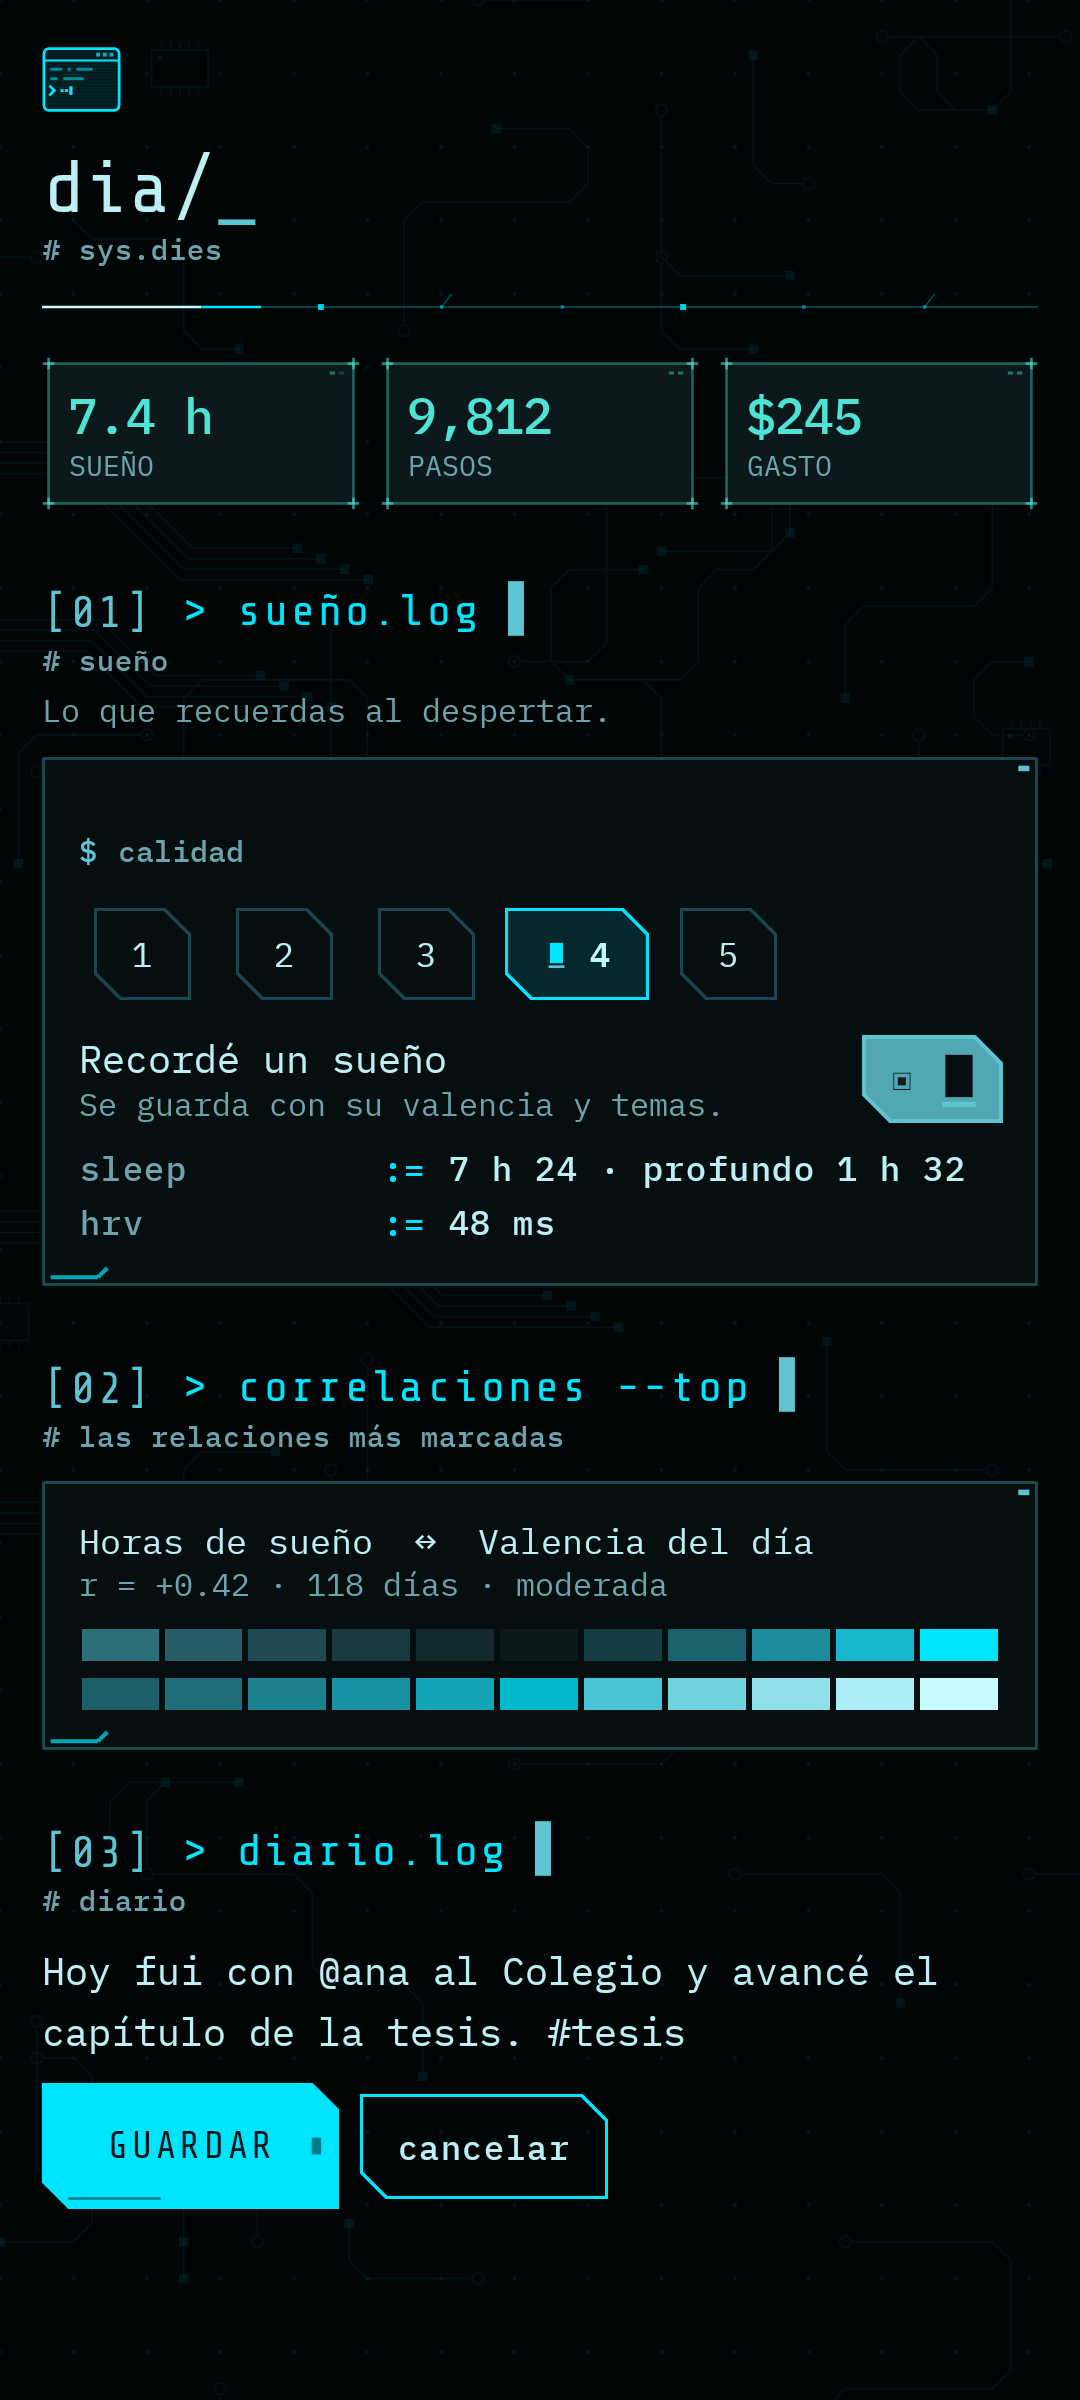 dia/_
# sys.dies
7.4 h
SUEÑO
9,812
PASOS
$245
GASTO
[01] > sueño.log
# sueño
Lo que recuerdas al despertar.
$ calidad
1 2 3 4 5
Recordé un sueño
Se guarda con su valencia y temas.
sleep := 7 h 24 · profundo 1 h 32
hrv := 48 ms
[02] > correlaciones --top
# las relaciones más marcadas
Horas de sueño ↔ Valencia del día
r = +0.42 · 118 días · moderada
[03] > diario.log
# diario
Hoy fui con @ana al Colegio y avancé el
capítulo de la tesis. #tesis
GUARDAR
cancelar